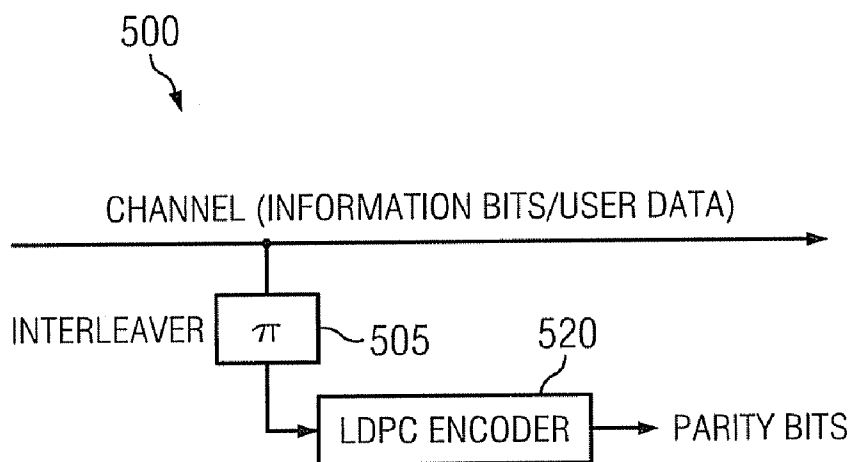 500
CHANNEL (INFORMATION BITS/USER DATA)
INTERLEAVER π 505
520
LDPC ENCODER PARITY BITS